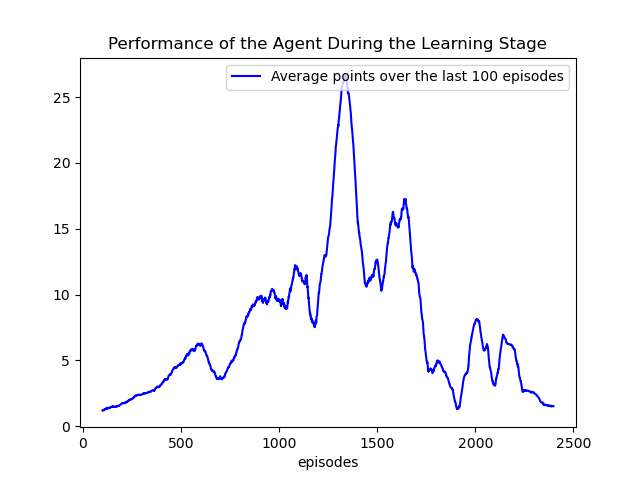 Performance of the Agent During the Learning Stage
Average points over the last 100 episodes
25
20
15
10
5
0
0 500 1000 1500 2000 2500
episodes